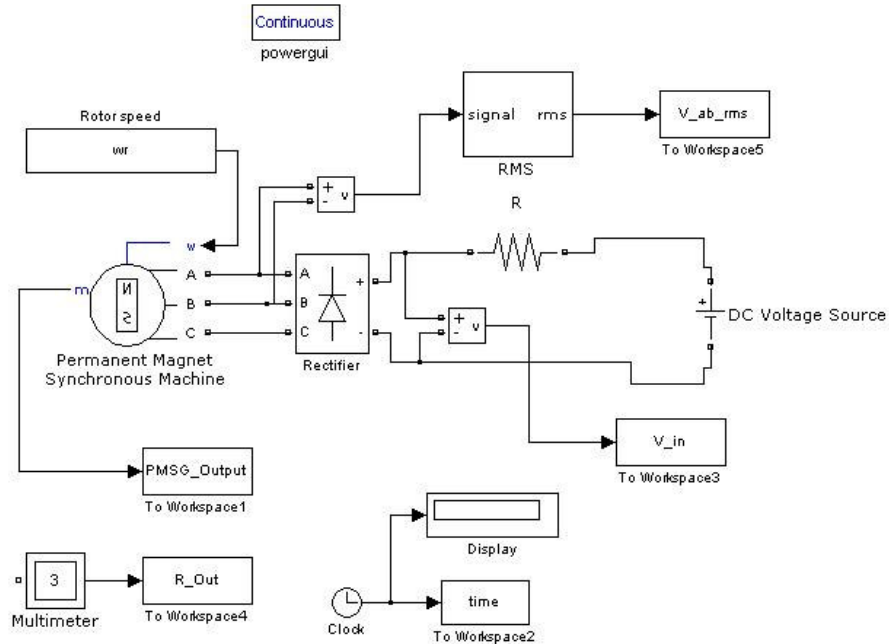 Continuous
powergui
Rotor speed
wr
signal rms
RMS
V_ab_rms
To Workspace5
+
-
v
R
w
m
A
B
C
N
S
Permanent Magnet
Synchronous Machine
A
B
C
+
-
Rectifier
+
-
v
+
DC Voltage Source
V_in
To Workspace3
PMSG_Output
To Workspace1
Display
3
Multimeter
R_Out
To Workspace4
Clock
time
To Workspace2